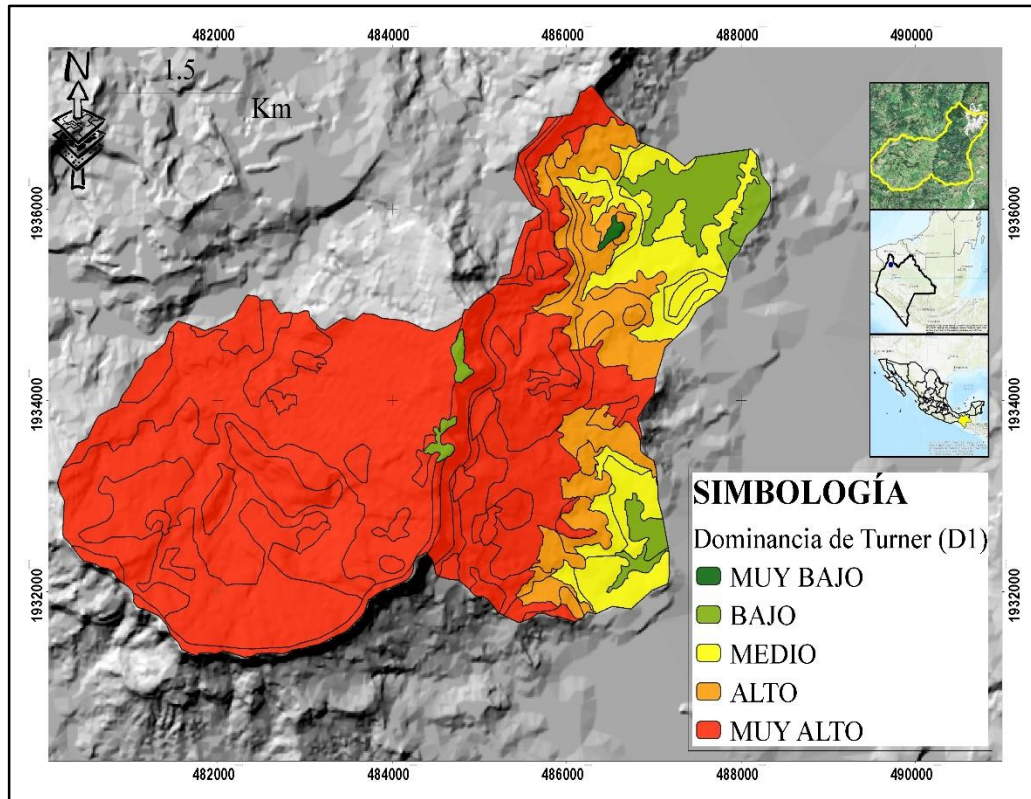 482000 484000 486000 488000 490000
N
1.5
Km
1936000 1936000
1934000 1934000
1932000 1932000
SIMBOLOGÍA
Dominancia de Turner (D1)
MUY BAJO
BAJO
MEDIO
ALTO
MUY ALTO
482000 484000 486000 488000 490000